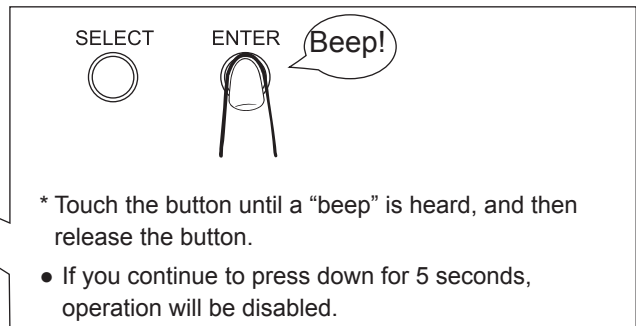 SELECT ENTER Beep!
* Touch the button until a “beep” is heard, and then
release the button.
● If you continue to press down for 5 seconds,
operation will be disabled.